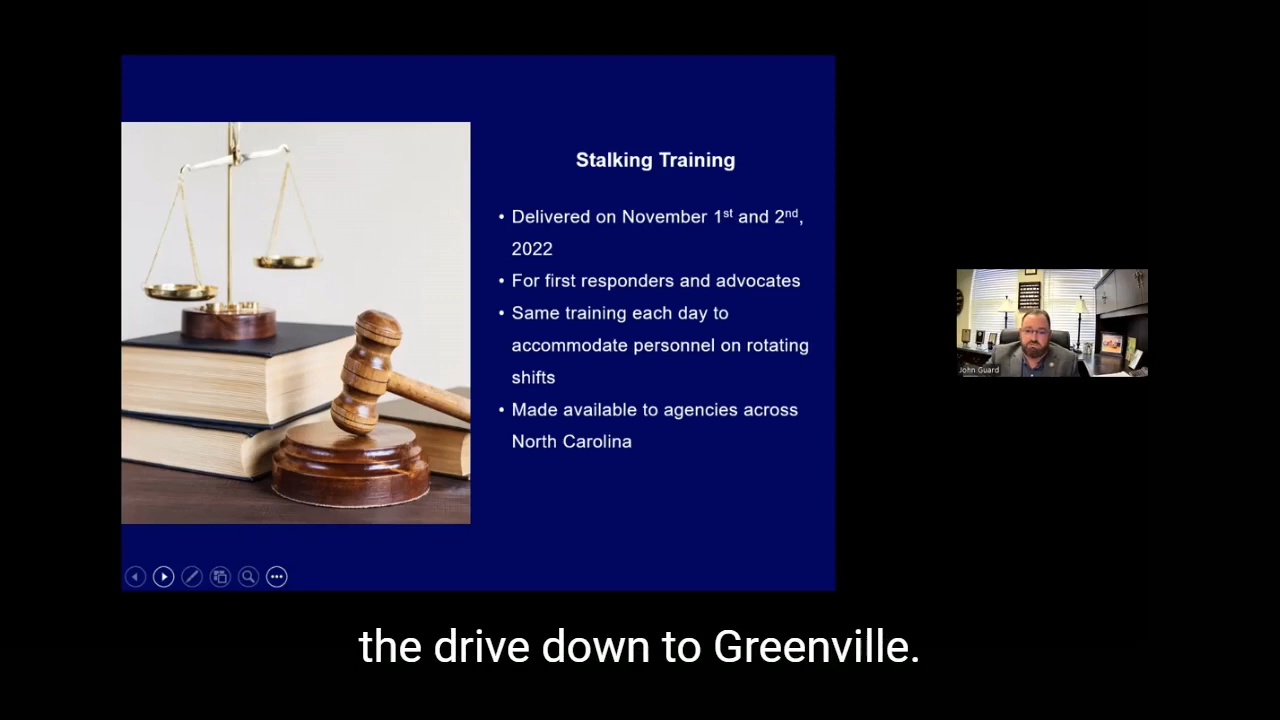 Stalking Training
• Delivered on November 1st and 2nd,
2022
• For first responders and advocates
• Same training each day to
accommodate personnel on rotating
shifts
• Made available to agencies across
North Carolina
John Guard
the drive down to Greenville.